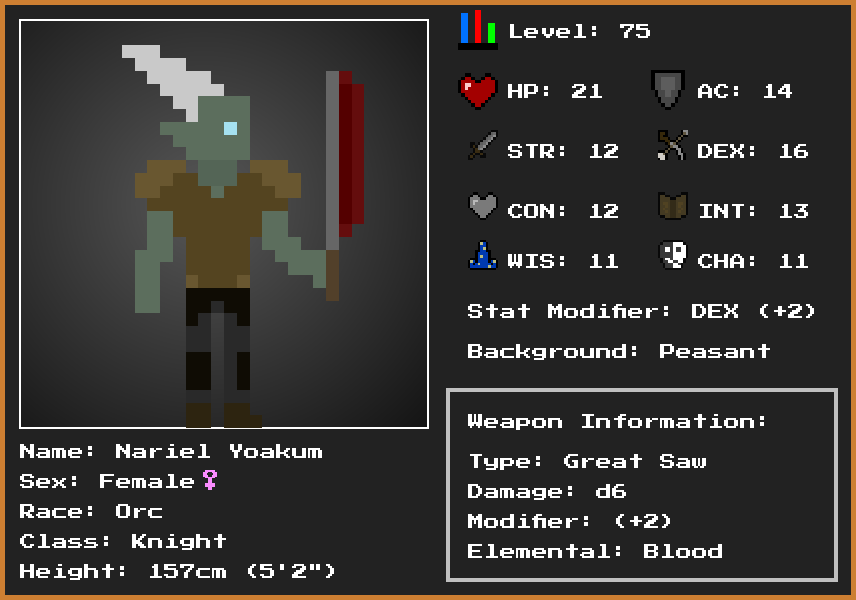 Level: 75
HP: 21
AC: 14
STR: 12
DEX: 16
CON: 12
INT: 13
WIS: 11
CHA: 11
Stat Modifier: DEX (+2)
Background: Peasant
Weapon Information:
Type: Great Saw
Damage: d6
Modifier: (+2)
Elemental: Blood
Name: Nariel Yoakum
Sex: Female♀
Race: Orc
Class: Knight
Height: 157cm (5'2")